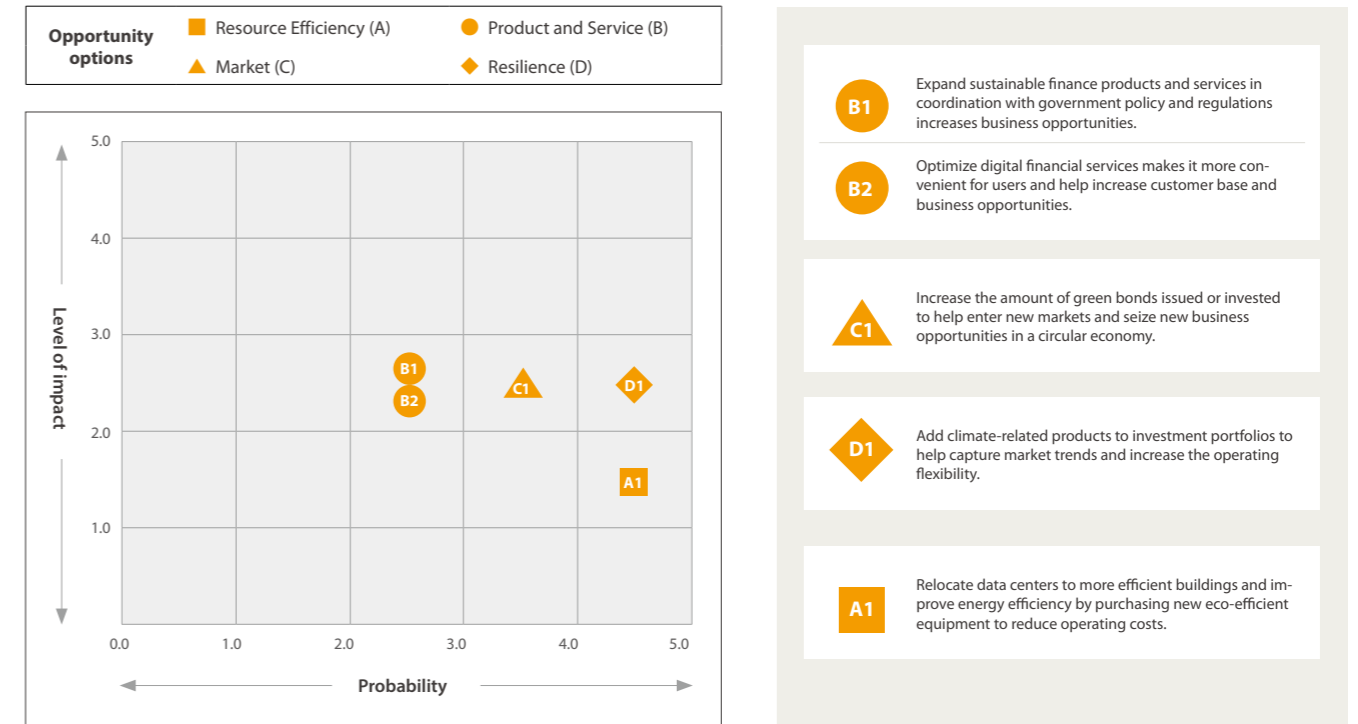 Opportunity
options
Resource Efficiency (A)
Product and Service (B)
Market (C)
Resilience (D)
5.0
4.0
3.0
2.0
1.0
Level of impact
B1
B2
C1
D1
A1
0.0
1.0
2.0
3.0
4.0
5.0
Probability
B1
Expand sustainable finance products and services in
coordination with government policy and regulations
increases business opportunities.
B2
Optimize digital financial services makes it more con-
venient for users and help increase customer base and
business opportunities.
C1
Increase the amount of green bonds issued or invested
to help enter new markets and seize new business
opportunities in a circular economy.
D1
Add climate-related products to investment portfolios to
help capture market trends and increase the operating
flexibility.
A1
Relocate data centers to more efficient buildings and im-
prove energy efficiency by purchasing new eco-efficient
equipment to reduce operating costs.